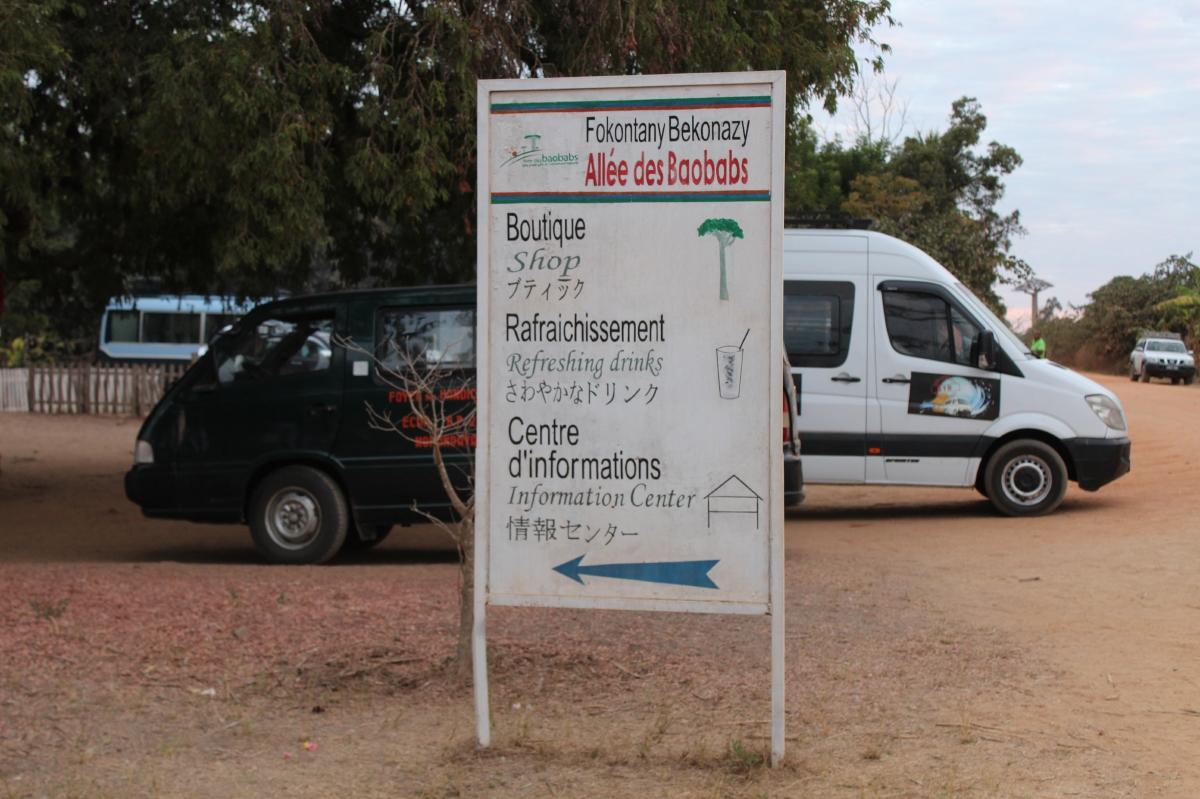 Fokontany Bekonazy
baobabs
Allée des Baobabs
Boutique
Shop
ブティック
Rafraichissement
Refreshing drinks
さわやかなドリンク
Centre
d'informations
Information Center
情報センター